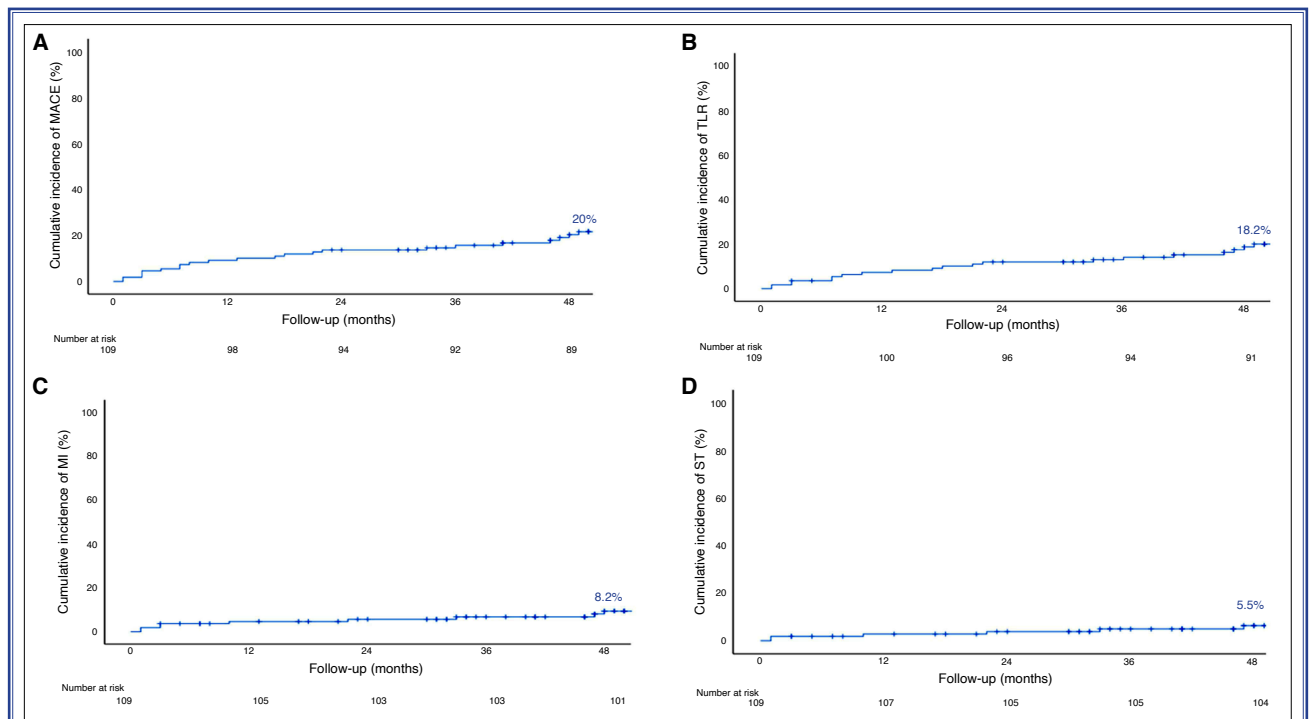 A
Cumulative incidence of MACE (%)
100
80
60
40
20
0
20%
0 12 24 36 48
Follow-up (months)
Number at risk
109 98 94 92 89
B
Cumulative incidence of TLR (%)
100
80
60
40
20
0
18.2%
0 12 24 36 48
Follow-up (months)
Number at risk
109 100 96 94 91
C
Cumulative incidence of MI (%)
100
80
60
40
20
0
8.2%
0 12 24 36 48
Follow-up (months)
Number at risk
109 105 103 103 101
D
Cumulative incidence of ST (%)
100
80
60
40
20
0
5.5%
0 12 24 36 48
Follow-up (months)
Number at risk
109 107 105 105 104